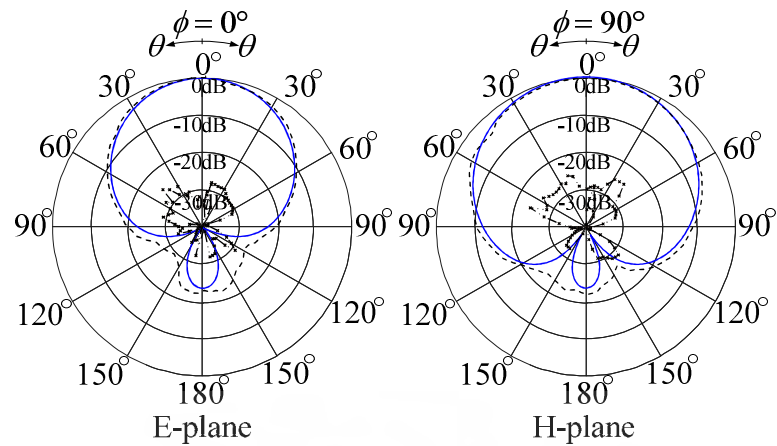 ϕ = 0°
θ θ
0°
30° 30°
0dB
-10dB
60° 60°
-20dB
-30dB
90° 90°
120° 120°
150° 150°
180°
E-plane
ϕ = 90°
θ θ
0°
30° 30°
0dB
-10dB
60° 60°
-20dB
-30dB
90° 90°
120° 120°
150° 150°
180°
H-plane